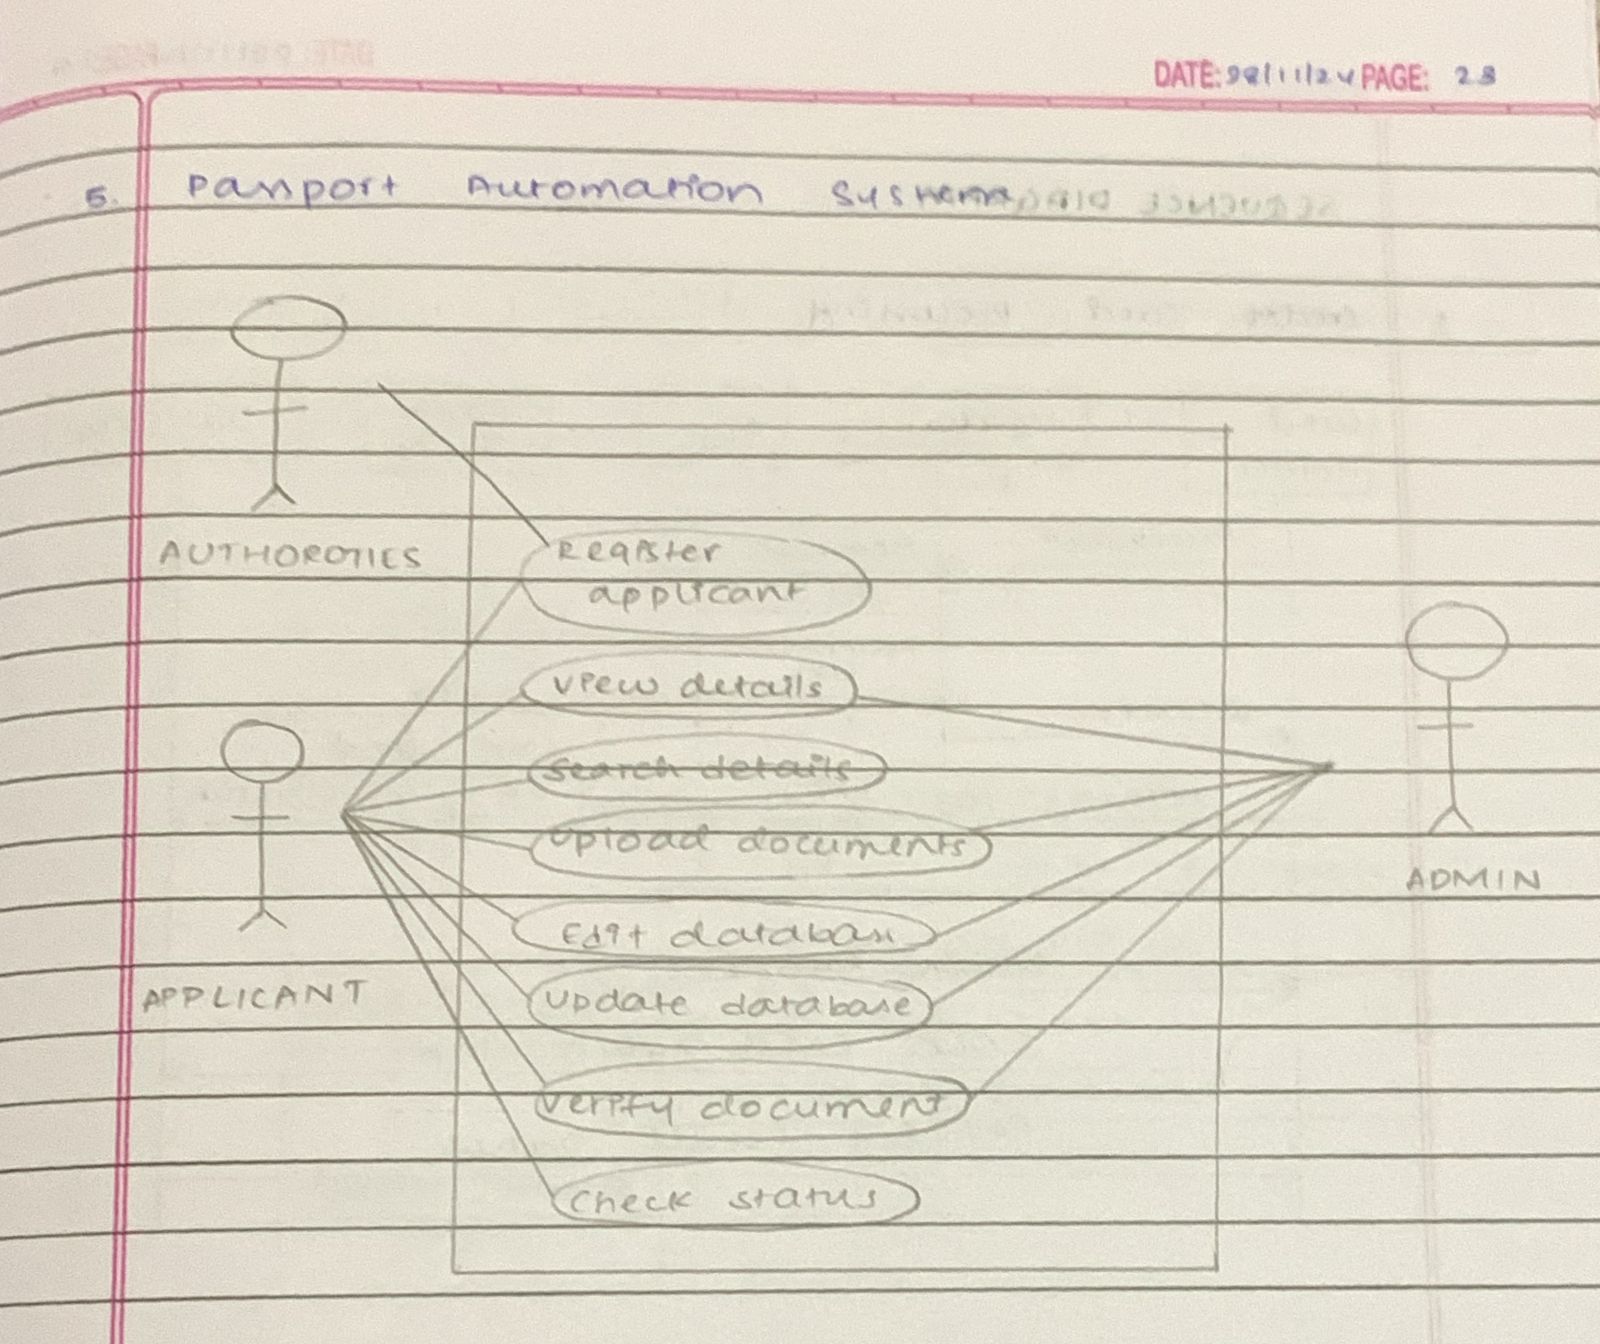 DATE: 28/11/24 PAGE: 23
5. Passport Automation System
AUTHOROTIES
Register
applicant
View details
Search details
Upload documents
ADMIN
Edit database
APPLICANT
Update database
Verify document
Check status